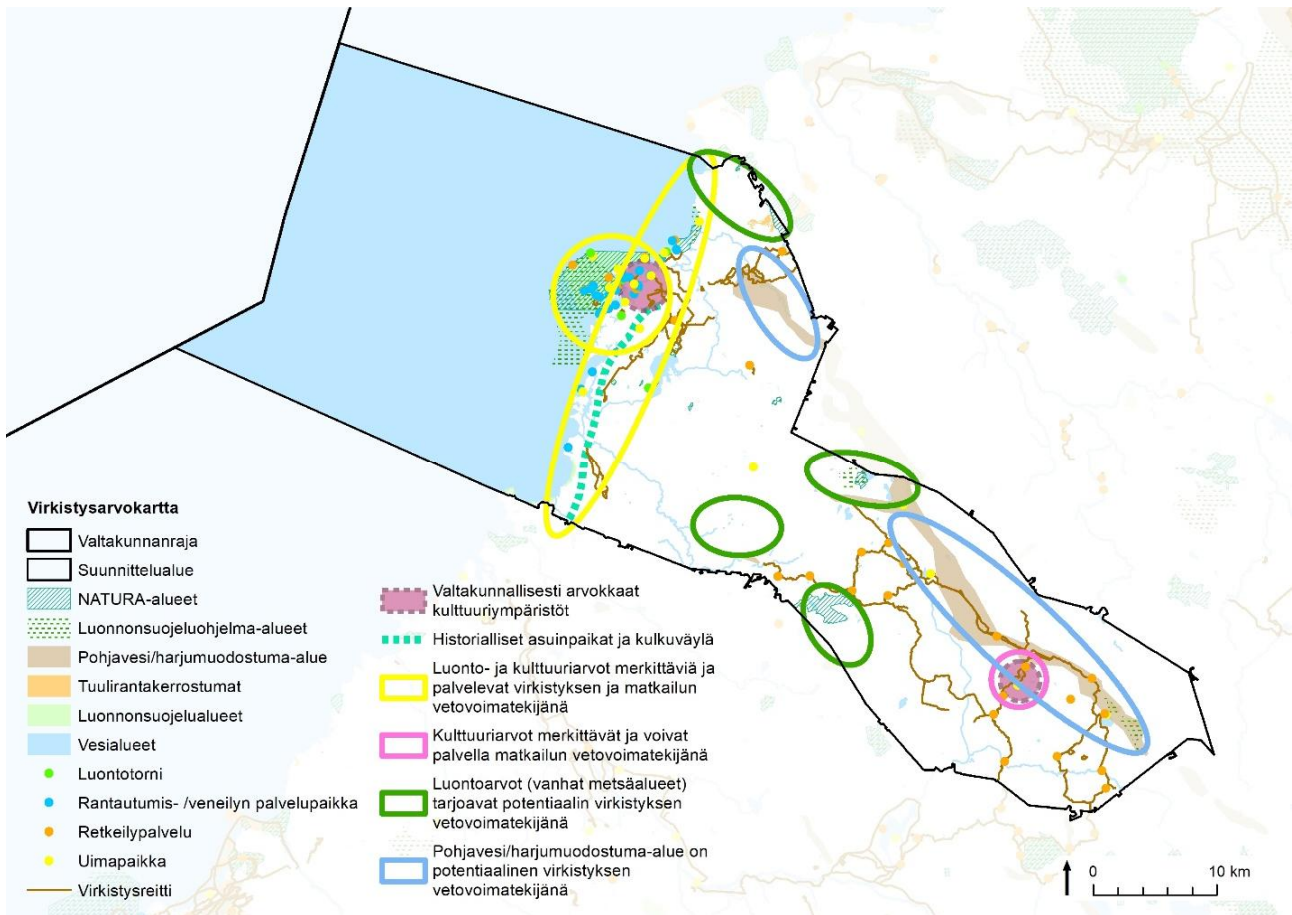 Virkistysarvokartta
Valtakunnanraja
Suunnittelualue
NATURA-alueet
Luonnonsuojeluohjelma-alueet
Pohjavesi/harjumuodostuma-alue
Tuulirantakerrostumat
Luonnonsuojelualueet
Vesialueet
Luontotorni
Rantautumis- /veneilyn palvelupaikka
Retkeilypalvelu
Uimapaikka
Virkistysreitti
Valtakunnallisesti arvokkaat
kulttuuriympäristöt
Historialliset asuinpaikat ja kulkuväylä
Luonto- ja kulttuuriarvot merkittäviä ja
palvelevat virkistyksen ja matkailun
vetovoimatekijänä
Kulttuuriarvot merkittävät ja voivat
palvella matkailun vetovoimatekijänä
Luontoarvot (vanhat metsäalueet)
tarjoavat potentiaalin virkistyksen
vetovoimatekijänä
Pohjavesi/harjumuodostuma-alue on
potentiaalinen virkistyksen
vetovoimatekijänä
0 10 km